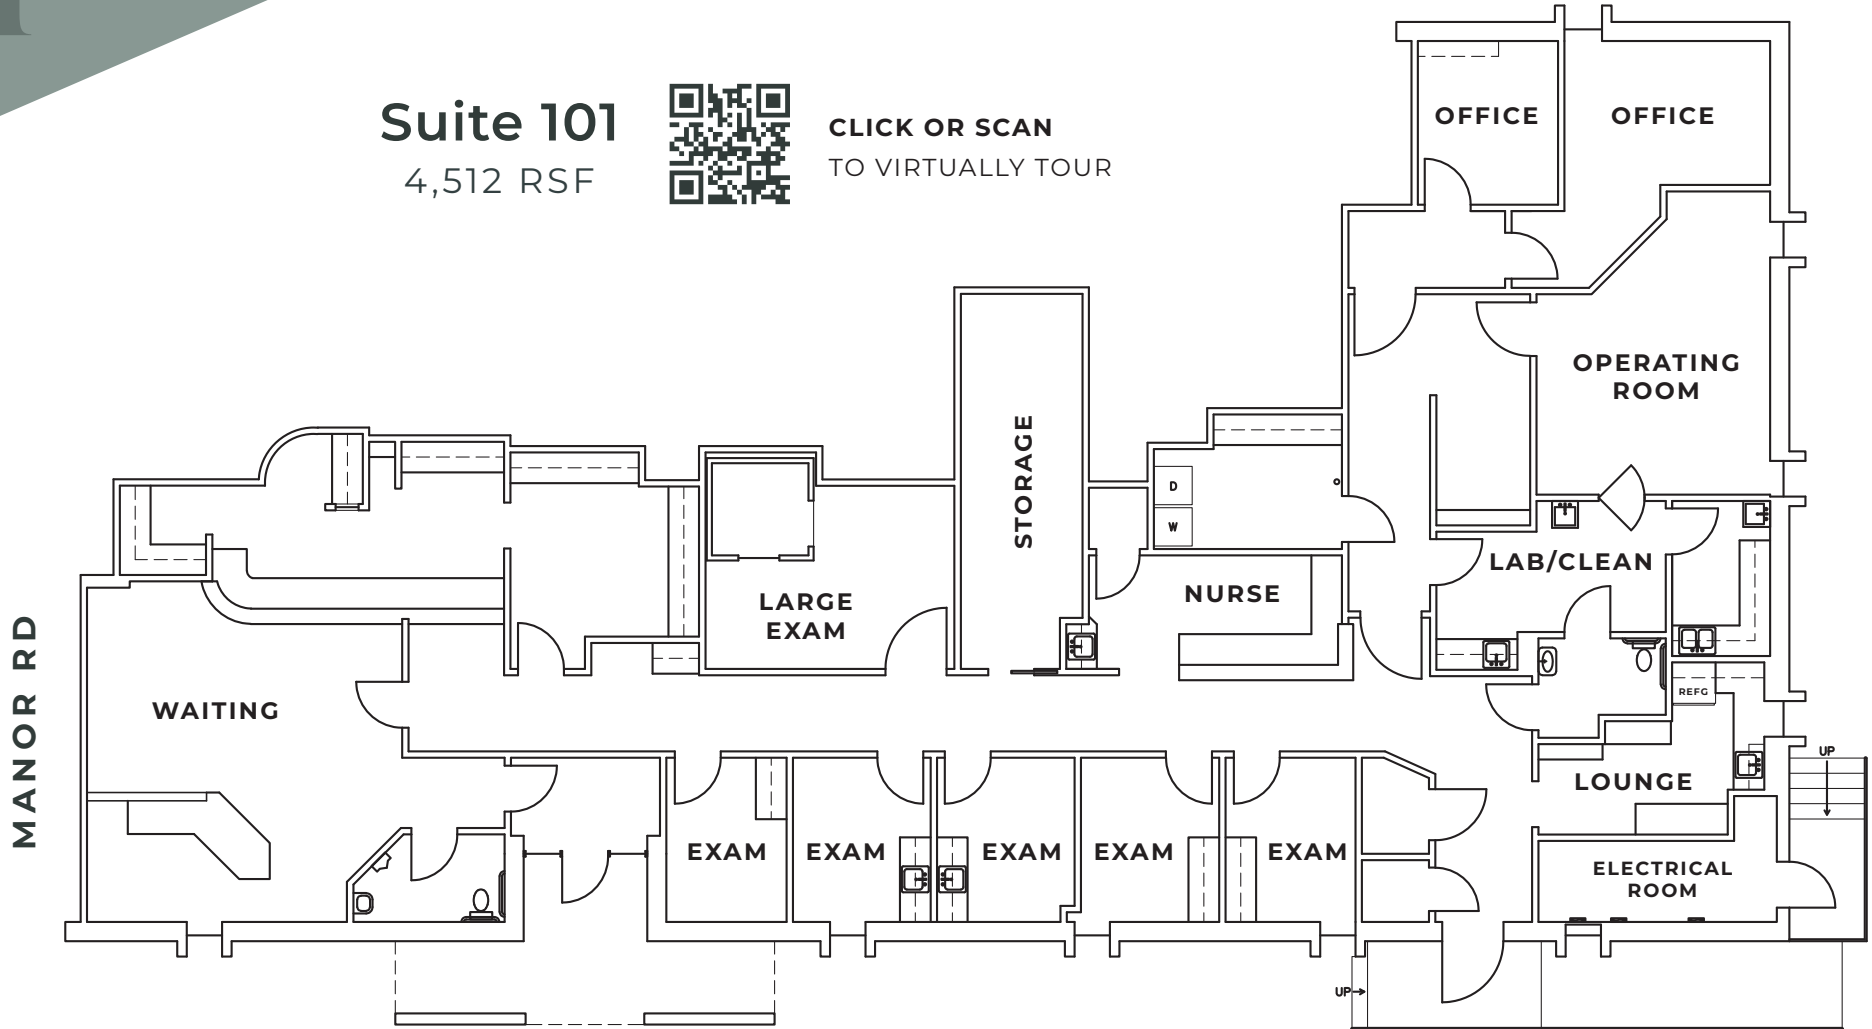 Suite 101
4,512 RSF
CLICK OR SCAN
TO VIRTUALLY TOUR
OFFICE
OFFICE
OPERATING
ROOM
STORAGE
D
W
LAB/CLEAN
NURSE
LARGE
EXAM
MANOR RD
WAITING
REFG
UP
LOUNGE
EXAM
EXAM
EXAM
EXAM
EXAM
ELECTRICAL
ROOM
UP